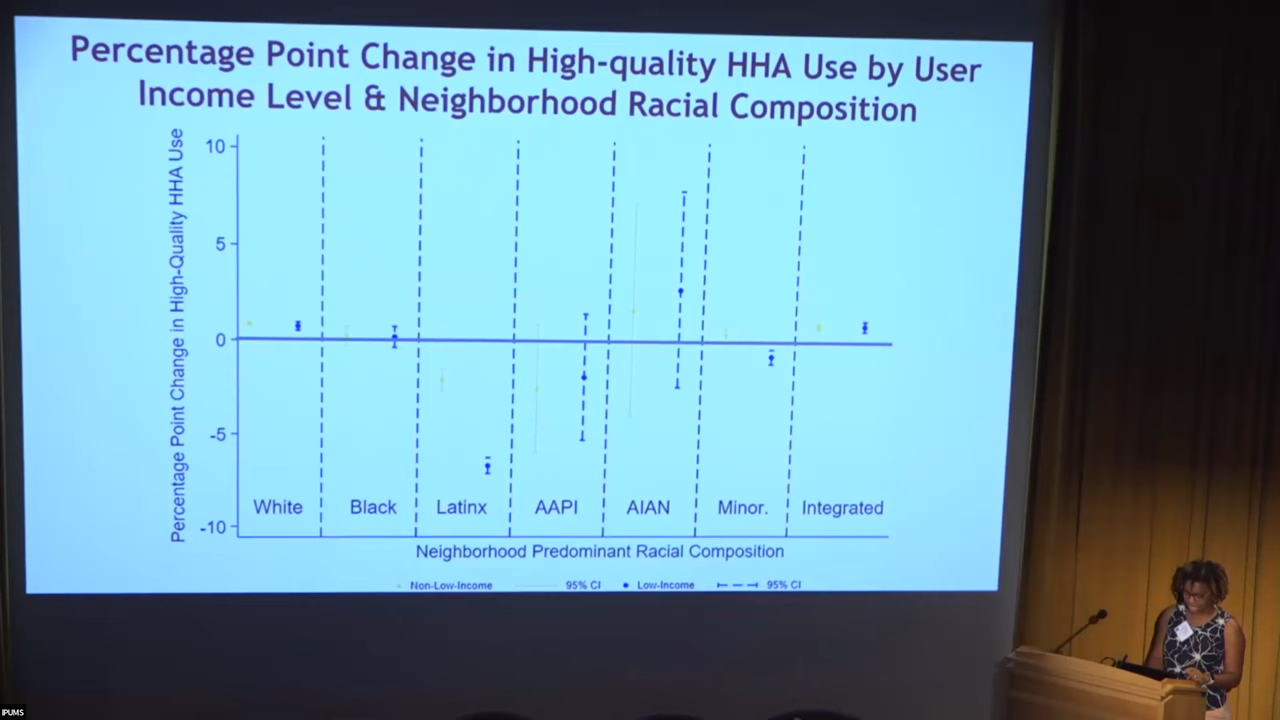 Percentage Point Change in High-quality HHA Use by User
Income Level & Neighborhood Racial Composition
Percentage Point Change in High-Quality HHA Use
10
5
0
-5
-10
White
Black
Latinx
AAPI
AIAN
Minor.
Integrated
Neighborhood Predominant Racial Composition
Non-Low-Income
95% CI
Low-Income
95% CI
IPUMS